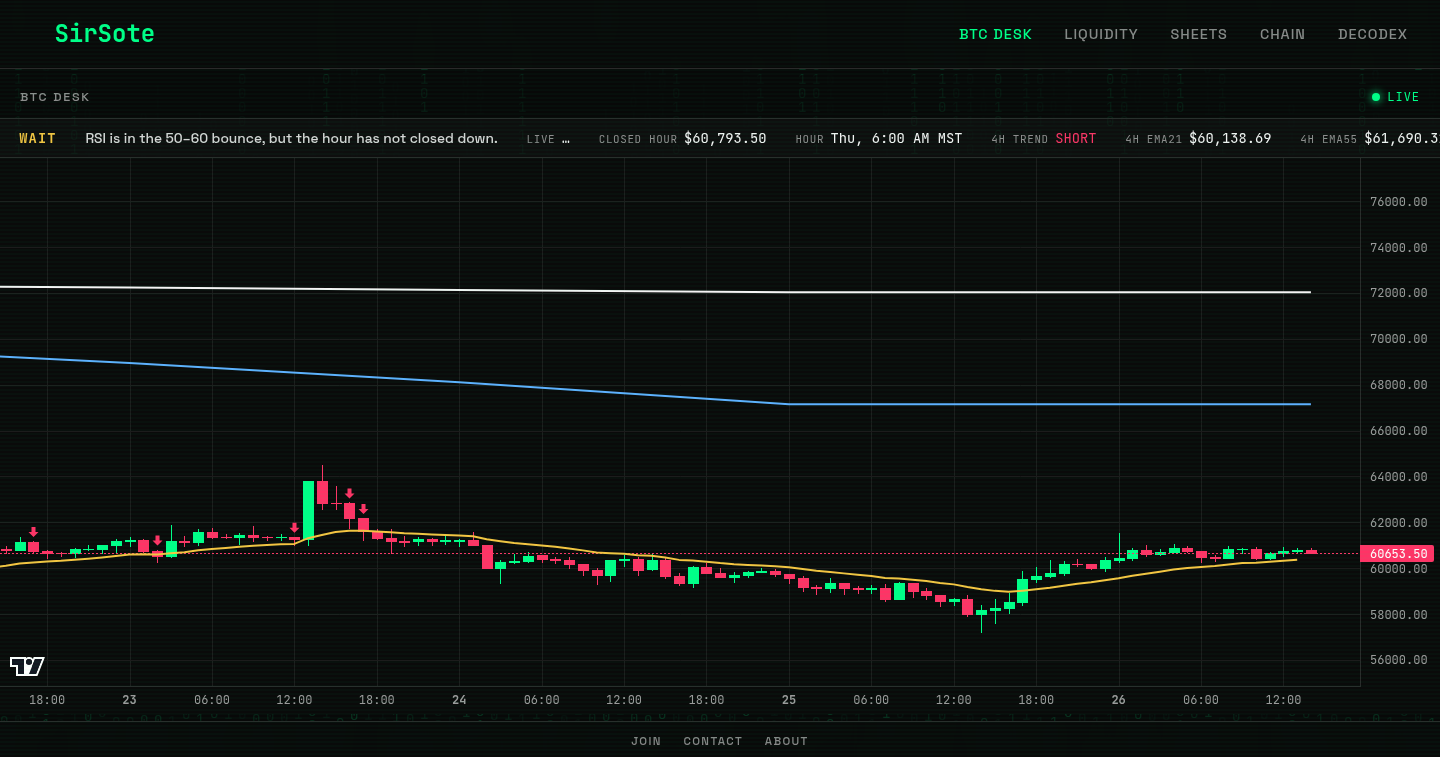 SirSote
BTC DESK LIQUIDITY SHEETS CHAIN DECODEX
BTC DESK
LIVE
WAIT RSI is in the 50–60 bounce, but the hour has not closed down. LIVE … CLOSED HOUR $60,793.50 HOUR Thu, 6:00 AM MST 4H TREND SHORT 4H EMA21 $60,138.69 4H EMA55 $61,690.3
76000.00
74000.00
72000.00
70000.00
68000.00
66000.00
64000.00
62000.00
60653.50
60000.00
58000.00
56000.00
18:00 23 06:00 12:00 18:00 24 06:00 12:00 18:00 25 06:00 12:00 18:00 26 06:00 12:00
JOIN CONTACT ABOUT